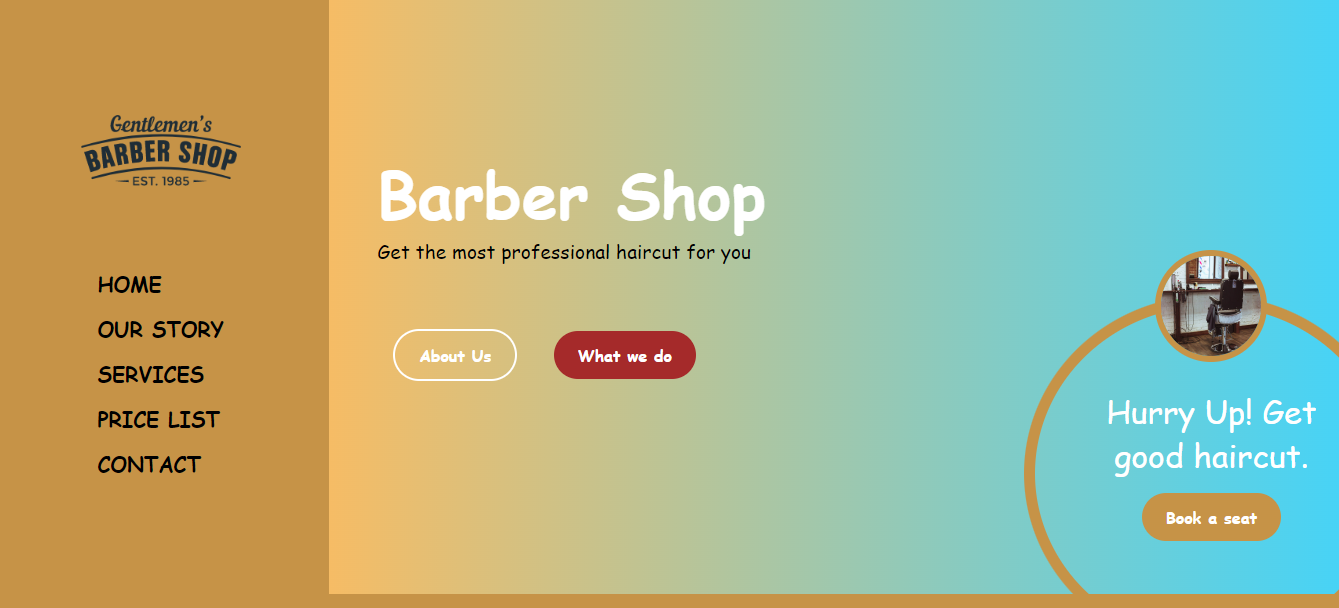 Gentlemen's
BARBER SHOP
EST. 1985
HOME
OUR STORY
SERVICES
PRICE LIST
CONTACT
Barber Shop
Get the most professional haircut for you
About Us
What we do
Hurry Up! Get
good haircut.
Book a seat